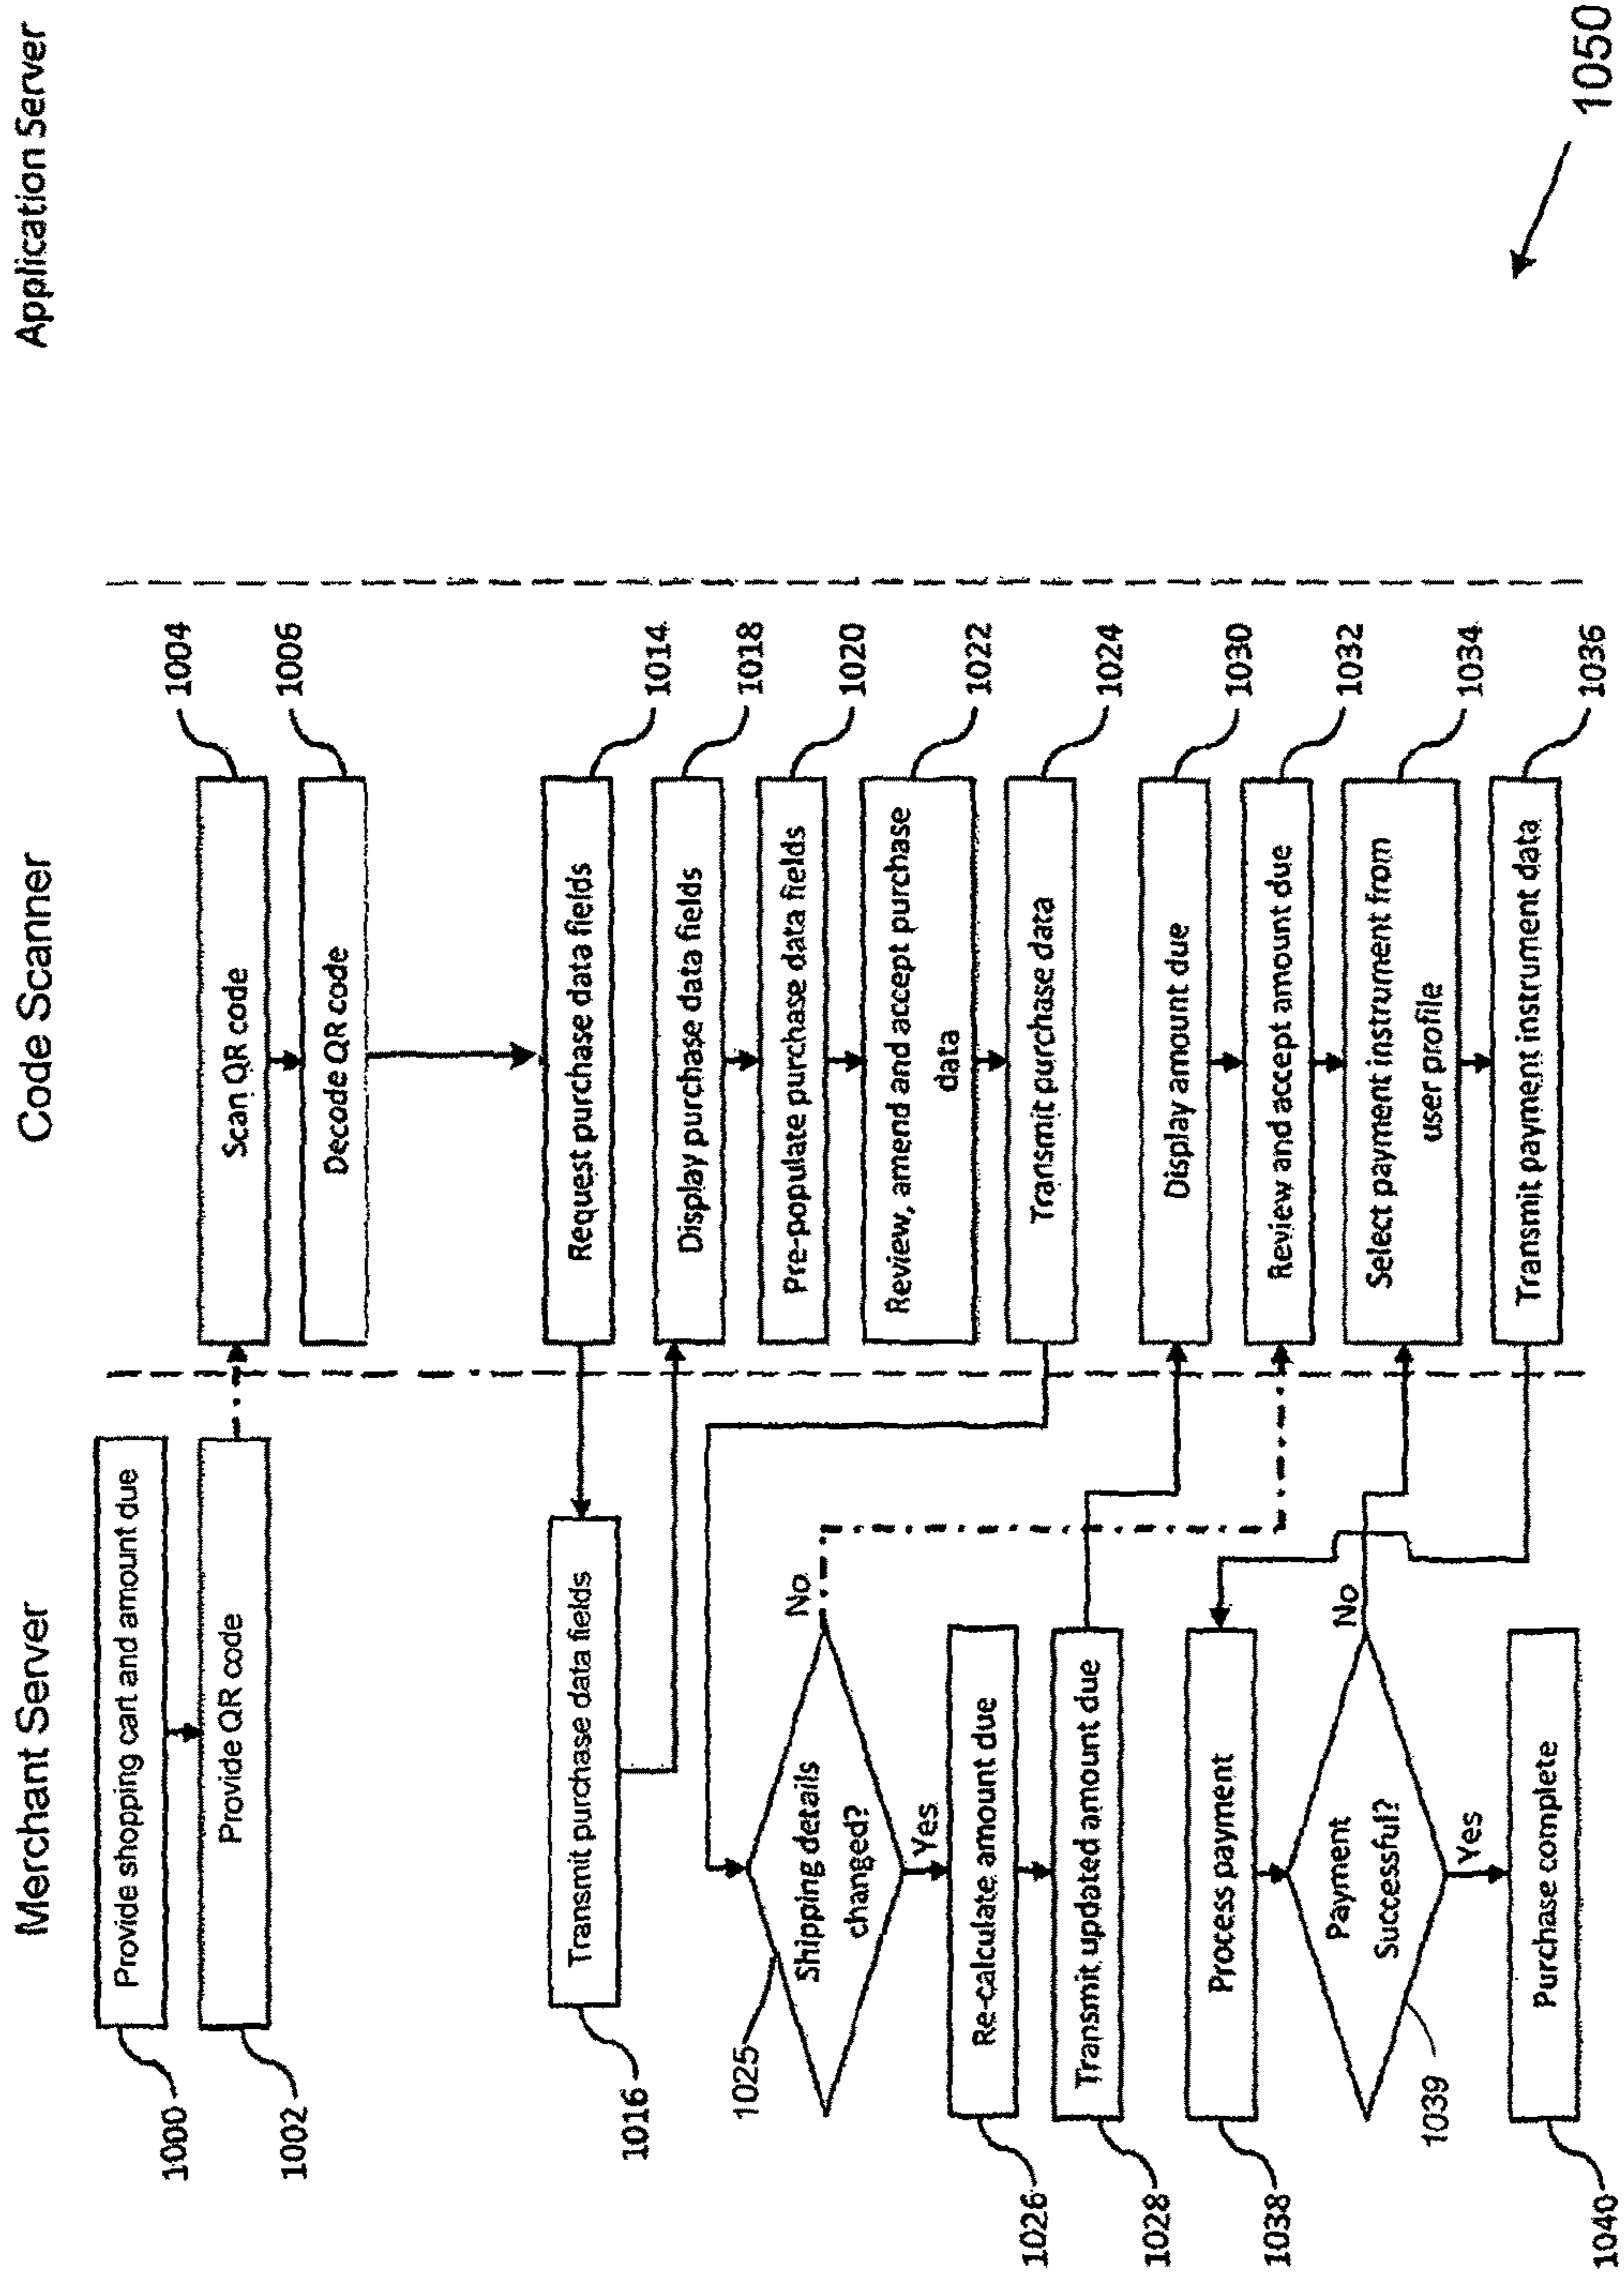 Merchant Server
Code Scanner
Application Server
Provide shopping cart and amount due
1000
Provide QR code
1002
Scan QR code
1004
Decode QR code
1006
Request purchase data fields
1014
Transmit purchase data fields
1016
Display purchase data fields
1018
Pre-populate purchase data fields
1020
Review, amend and accept purchase
data
1022
Transmit purchase data
1024
Shipping details
changed?
1025
No
Yes
Re-calculate amount due
1026
Transmit updated amount due
1028
Display amount due
1030
Review and accept amount due
1032
Select payment instrument from
user profile
1034
Transmit payment instrument data
1036
Process payment
1038
Payment
Successful?
1039
No
Yes
Purchase complete
1040
1050